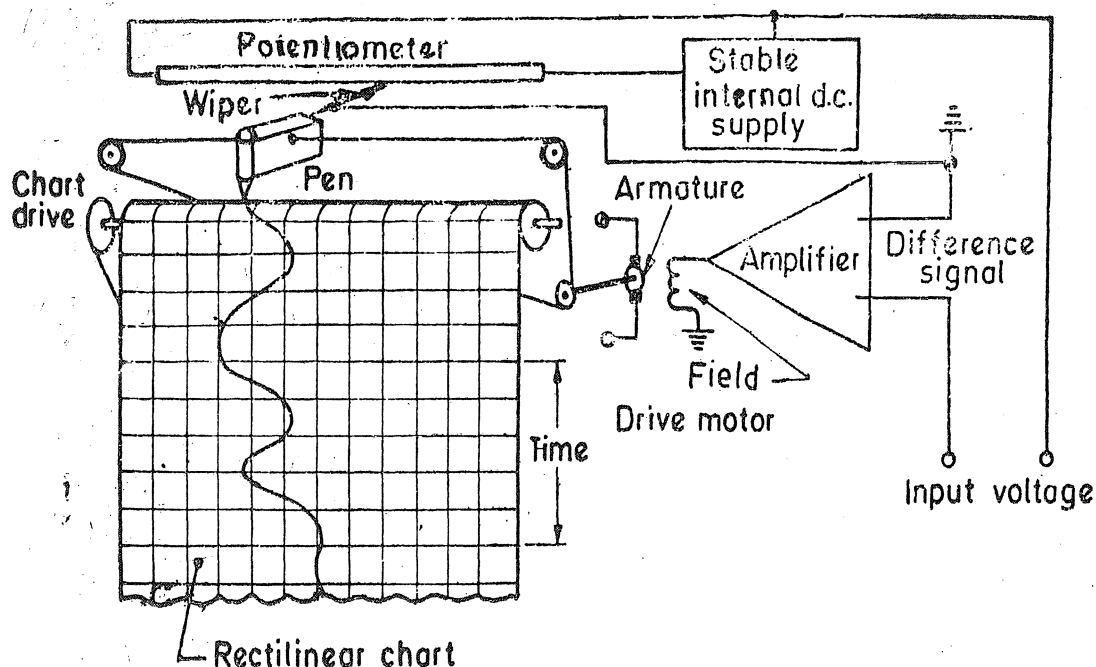 Potentiometer
Stable
internal d.c.
supply
Wiper
Pen
Chart
drive
Armature
Amplifier
Difference
signal
Field
Drive motor
Time
Input voltage
Rectilinear chart